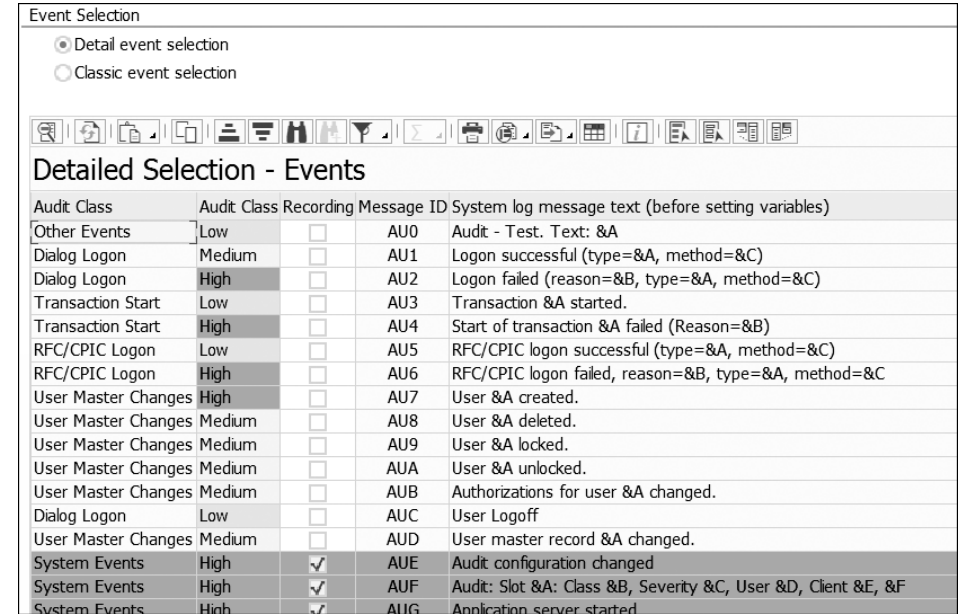 Event Selection
Detail event selection
Classic event selection
Detailed Selection - Events
Audit Class Audit Class Recording Message ID System log message text (before setting variables)
Other Events Low AU0 Audit - Test. Text: &A
Dialog Logon Medium AU1 Logon successful (type=&A, method=&C)
Dialog Logon High AU2 Logon failed (reason=&B, type=&A, method=&C)
Transaction Start Low AU3 Transaction &A started.
Transaction Start High AU4 Start of transaction &A failed (Reason=&B)
RFC/CPIC Logon Low AU5 RFC/CPIC logon successful (type=&A, method=&C)
RFC/CPIC Logon High AU6 RFC/CPIC logon failed, reason=&B, type=&A, method=&C
User Master Changes High AU7 User &A created.
User Master Changes Medium AU8 User &A deleted.
User Master Changes Medium AU9 User &A locked.
User Master Changes Medium AUA User &A unlocked.
User Master Changes Medium AUB Authorizations for user &A changed.
Dialog Logon Low AUC User Logoff
User Master Changes Medium AUD User master record &A changed.
System Events High AUE Audit configuration changed
System Events High AUF Audit: Slot &A: Class &B, Severity &C, User &D, Client &E, &F
System Events High AUG Application server started